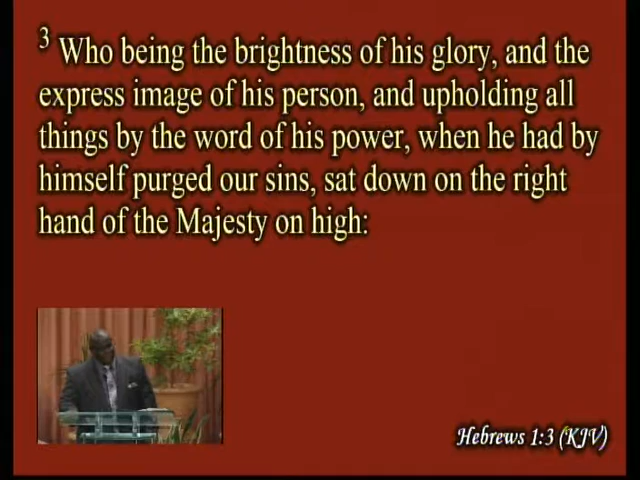 3 Who being the brightness of his glory, and the
express image of his person, and upholding all
things by the word of his power, when he had by
himself purged our sins, sat down on the right
hand of the Majesty on high:
Hebrews 1:3 (KJV)